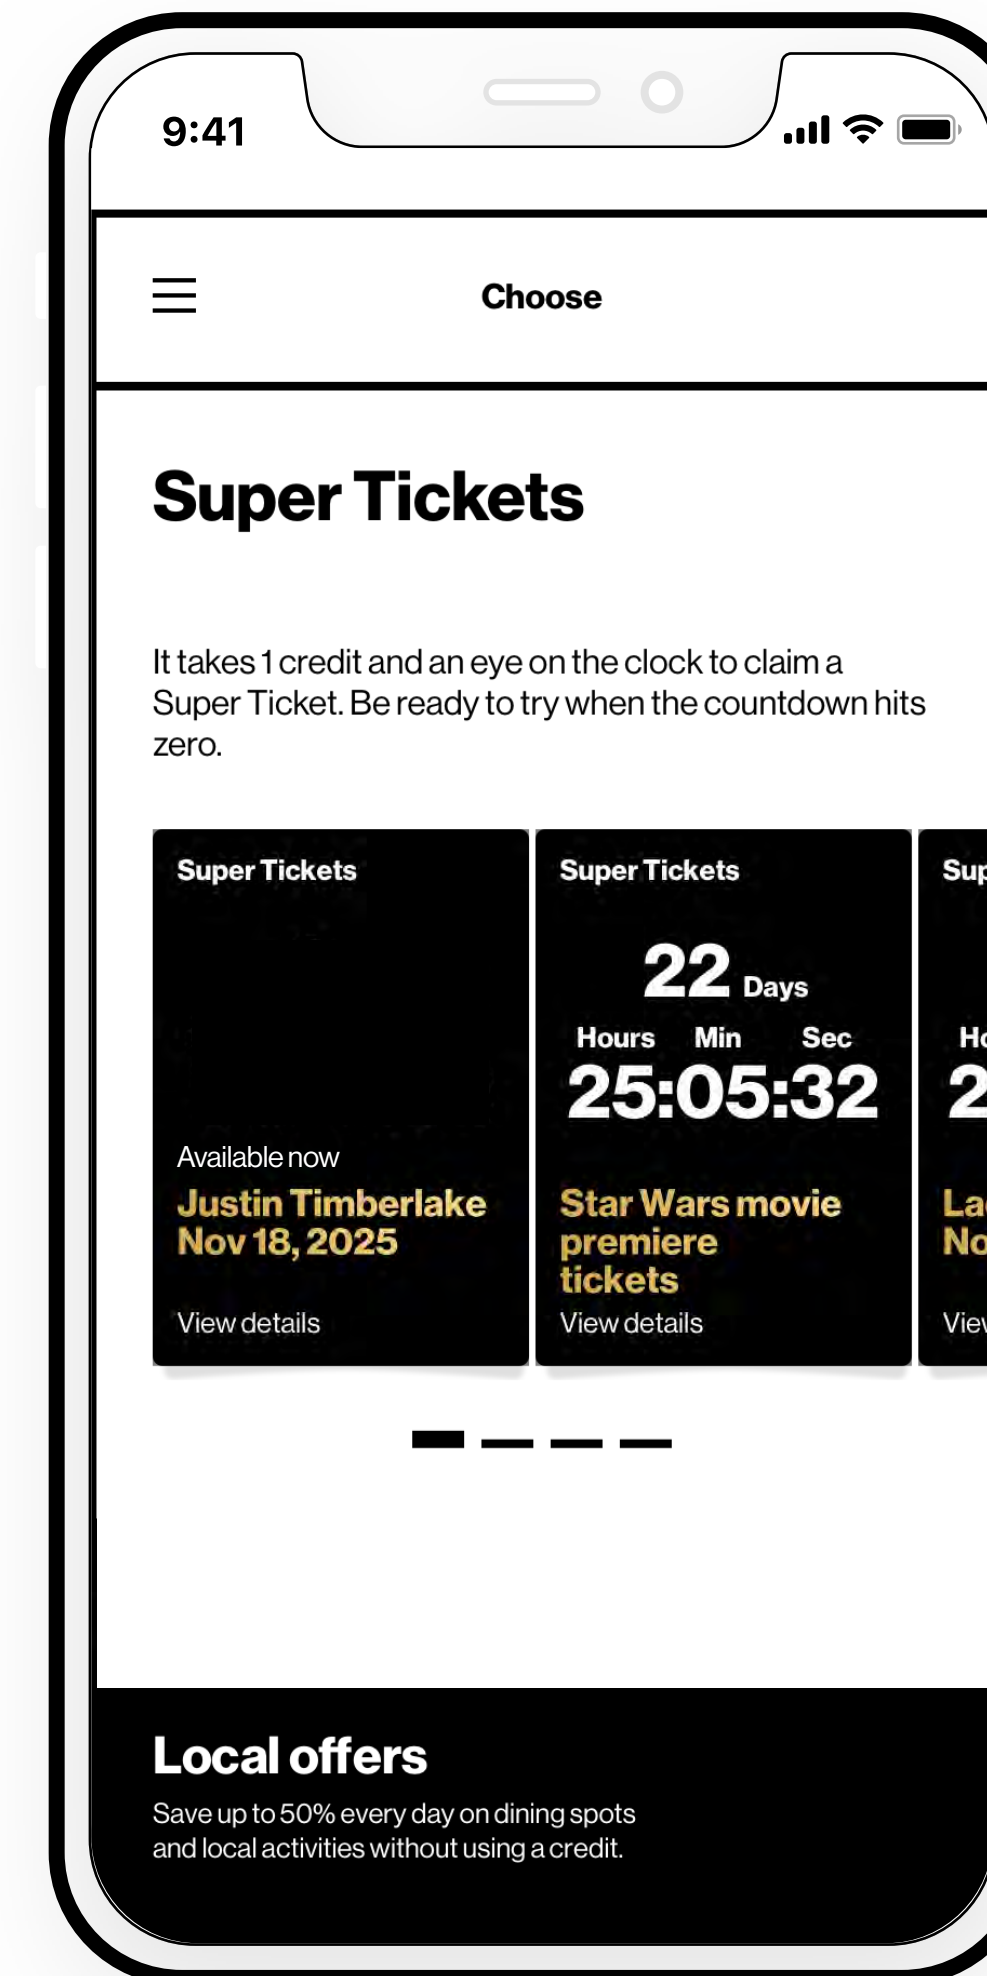 9:41
Choose
Super Tickets
It takes 1 credit and an eye on the clock to claim a
Super Ticket. Be ready to try when the countdown hits
zero.
Super Tickets
Available now
Justin Timberlake
Nov 18, 2025
View details
Super Tickets
22 Days
Hours Min Sec
25:05:32
Star Wars movie
premiere
tickets
View details
Local offers
Save up to 50% every day on dining spots
and local activities without using a credit.